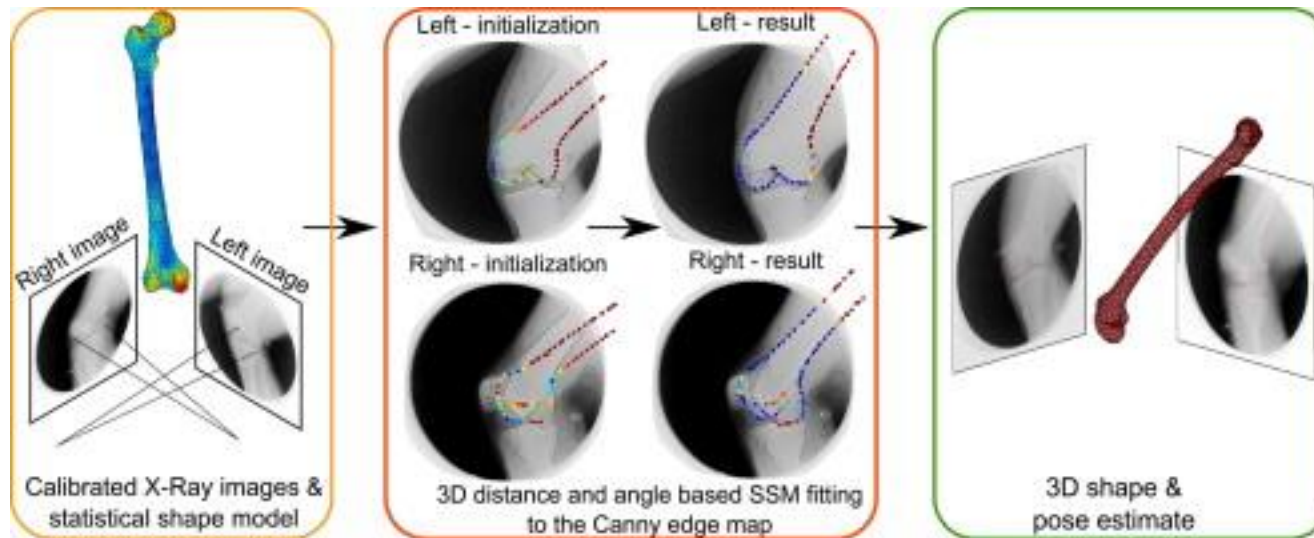 Right image
Left image
Calibrated X-Ray images &
statistical shape model
Left - initialization
Left - result
Right - initialization
Right - result
3D distance and angle based SSM fitting
to the Canny edge map
3D shape &
pose estimate